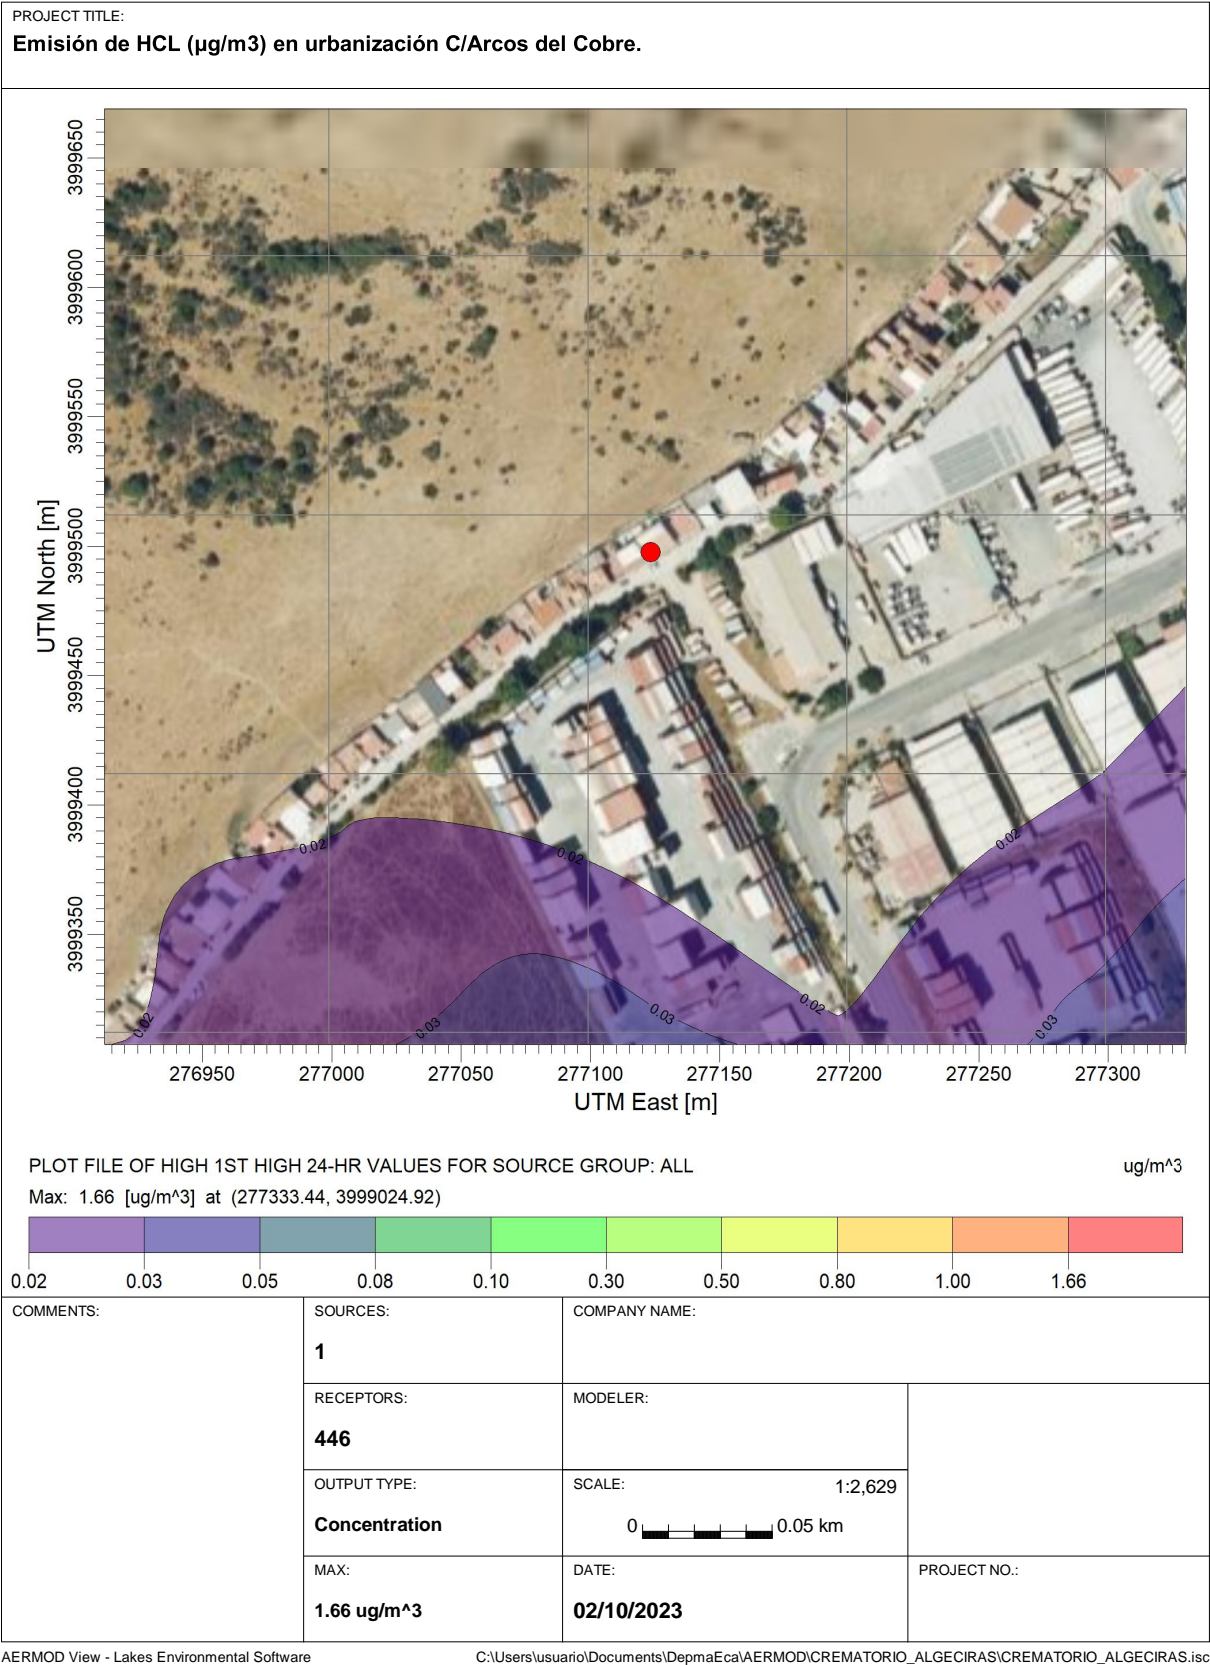 PROJECT TITLE:
Emisión de HCL (µg/m3) en urbanización C/Arcos del Cobre.
UTM North [m]
3999650
3999600
3999550
3999500
3999450
3999400
3999350
0.02
0.02
0.02
0.02
0.02
0.03
0.03
0.03
276950 277000 277050 277100 277150 277200 277250 277300
UTM East [m]
PLOT FILE OF HIGH 1ST HIGH 24-HR VALUES FOR SOURCE GROUP: ALL ug/m^3
Max: 1.66 [ug/m^3] at (277333.44, 3999024.92)
0.02 0.03 0.05 0.08 0.10 0.30 0.50 0.80 1.00 1.66
COMMENTS:
SOURCES:
1
COMPANY NAME:
RECEPTORS:
446
MODELER:
OUTPUT TYPE:
Concentration
SCALE: 1:2,629
0 0.05 km
MAX:
1.66 ug/m^3
DATE:
02/10/2023
PROJECT NO.:
AERMOD View - Lakes Environmental Software C:\Users\usuario\Documents\DepmaEca\AERMOD\CREMATORIO_ALGECIRAS\CREMATORIO_ALGECIRAS.isc